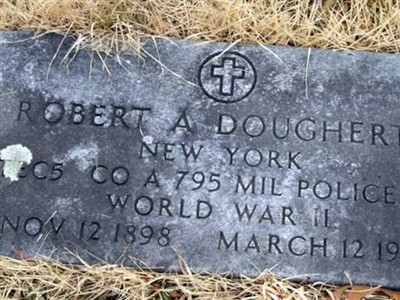 ROBERT A DOUGHERT
NEW YORK
EC5 CO A 795 MIL POLICE
WORLD WAR II
NOV 12 1898 MARCH 12 19